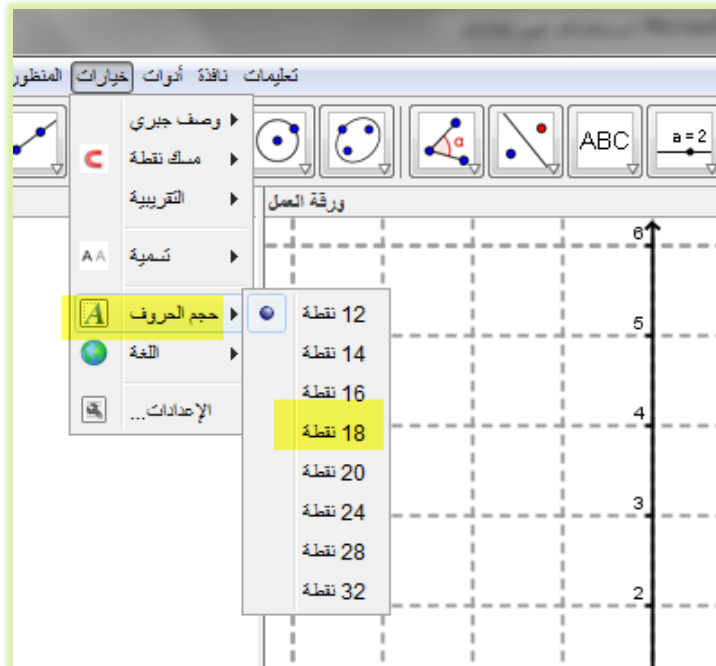 تعليمات نافذة أدوات خيارات المنظور
ABC
a = 2
وصف جبري
مسك نقطة
التقريبية
AA تسمية
A حجم الحروف
اللغة
الإعدادات...
12 نقطة
14 نقطة
16 نقطة
18 نقطة
20 نقطة
24 نقطة
28 نقطة
32 نقطة
ورقة العمل
α
6
5
4
3
2